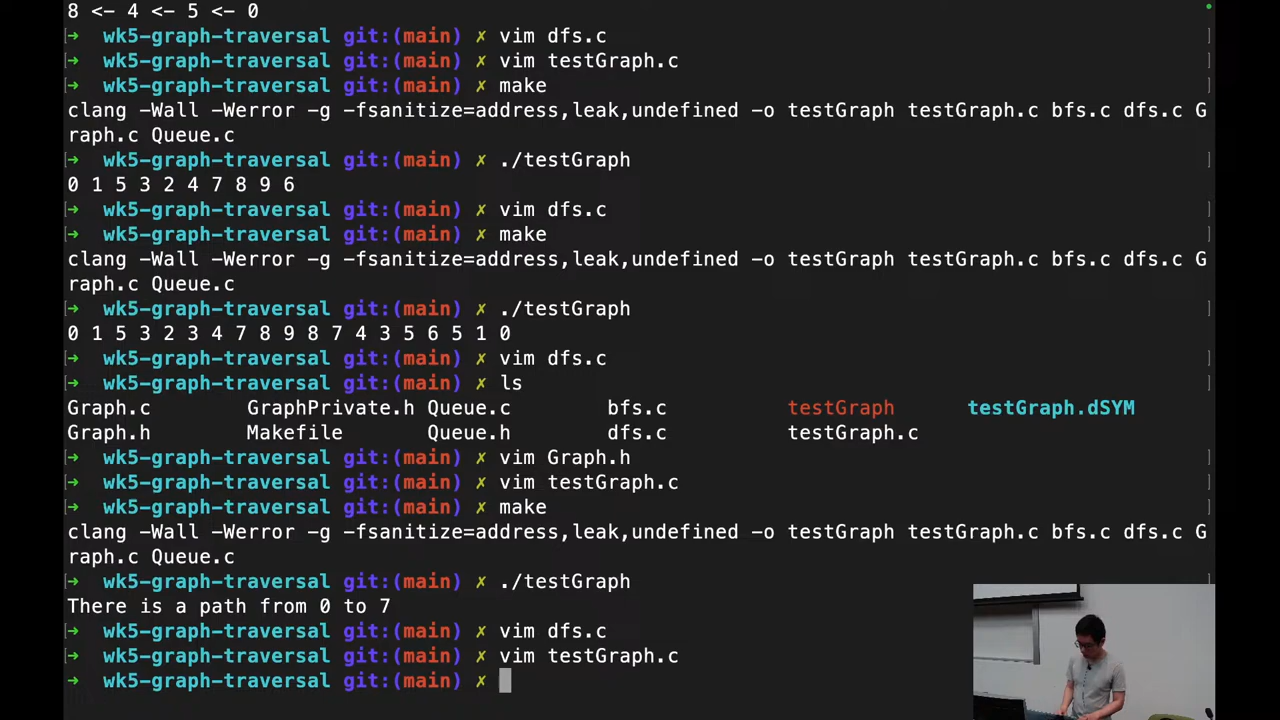 8 <- 4 <- 5 <- 0
➜  wk5-graph-traversal git:(main) ✗ vim dfs.c
➜  wk5-graph-traversal git:(main) ✗ vim testGraph.c
➜  wk5-graph-traversal git:(main) ✗ make
clang -Wall -Werror -g -fsanitize=address,leak,undefined -o testGraph testGraph.c bfs.c dfs.c G
raph.c Queue.c
➜  wk5-graph-traversal git:(main) ✗ ./testGraph
0 1 5 3 2 4 7 8 9 6
➜  wk5-graph-traversal git:(main) ✗ vim dfs.c
➜  wk5-graph-traversal git:(main) ✗ make
clang -Wall -Werror -g -fsanitize=address,leak,undefined -o testGraph testGraph.c bfs.c dfs.c G
raph.c Queue.c
➜  wk5-graph-traversal git:(main) ✗ ./testGraph
0 1 5 3 2 3 4 7 8 9 8 7 4 3 5 6 5 1 0
➜  wk5-graph-traversal git:(main) ✗ vim dfs.c
➜  wk5-graph-traversal git:(main) ✗ ls
Graph.c GraphPrivate.h Queue.c bfs.c testGraph testGraph.dSYM
Graph.h Makefile Queue.h dfs.c testGraph.c
➜  wk5-graph-traversal git:(main) ✗ vim Graph.h
➜  wk5-graph-traversal git:(main) ✗ vim testGraph.c
➜  wk5-graph-traversal git:(main) ✗ make
clang -Wall -Werror -g -fsanitize=address,leak,undefined -o testGraph testGraph.c bfs.c dfs.c G
raph.c Queue.c
➜  wk5-graph-traversal git:(main) ✗ ./testGraph
There is a path from 0 to 7
➜  wk5-graph-traversal git:(main) ✗ vim dfs.c
➜  wk5-graph-traversal git:(main) ✗ vim testGraph.c
➜  wk5-graph-traversal git:(main) ✗